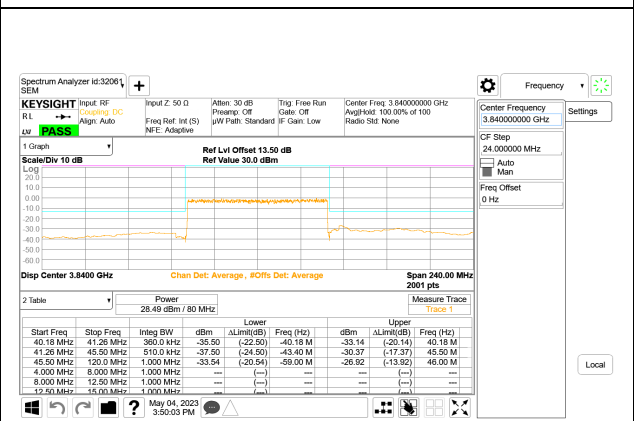 Spectrum Analyzer id:32061
SEM
Frequency
KEYSIGHT Input: RF Input Z: 50 Ω Atten: 30 dB Trig: Free Run Center Freq: 3.840000000 GHz
R L Coupling: DC Preamp: Off Gate: Off Avg|Hold: 100.00% of 100
Align: Auto Freq Ref: Int (S) µW Path: Standard IF Gain: Low Radio Std: None
PASS NFE: Adaptive
Center Frequency
3.840000000 GHz
Settings
CF Step
24.000000 MHz
Auto
Man
Freq Offset
0 Hz
Local
1 Graph
Scale/Div 10 dB
Ref Lvl Offset 13.50 dB
Ref Value 30.0 dBm
Log
20.0
10.0
0.00
-10.0
-20.0
-30.0
-40.0
-50.0
-60.0
Disp Center 3.8400 GHz Chan Det: Average, #Offs Det: Average Span 240.00 MHz
2001 pts
2 Table
Power
28.49 dBm / 80 MHz
Measure Trace
Trace 1
Lower Upper
Start Freq Stop Freq Integ BW dBm ΔLimit(dB) Freq (Hz) dBm ΔLimit(dB) Freq (Hz)
40.18 MHz 41.26 MHz 360.0 kHz -35.50 (-22.50) -40.18 M -33.14 (-20.14) 40.18 M
41.26 MHz 45.50 MHz 510.0 kHz -37.50 (-24.50) -43.40 M -30.37 (-17.37) 45.50 M
45.50 MHz 120.0 MHz 1.000 MHz -33.54 (-20.54) -59.00 M -26.92 (-13.92) 46.00 M
4.000 MHz 8.000 MHz 1.000 MHz --- (---) --- (---)
8.000 MHz 12.50 MHz 1.000 MHz --- (---) --- (---)
12.50 MHz 15.00 MHz 1.000 MHz --- (---) --- (---)
May 04, 2023
3:50:03 PM